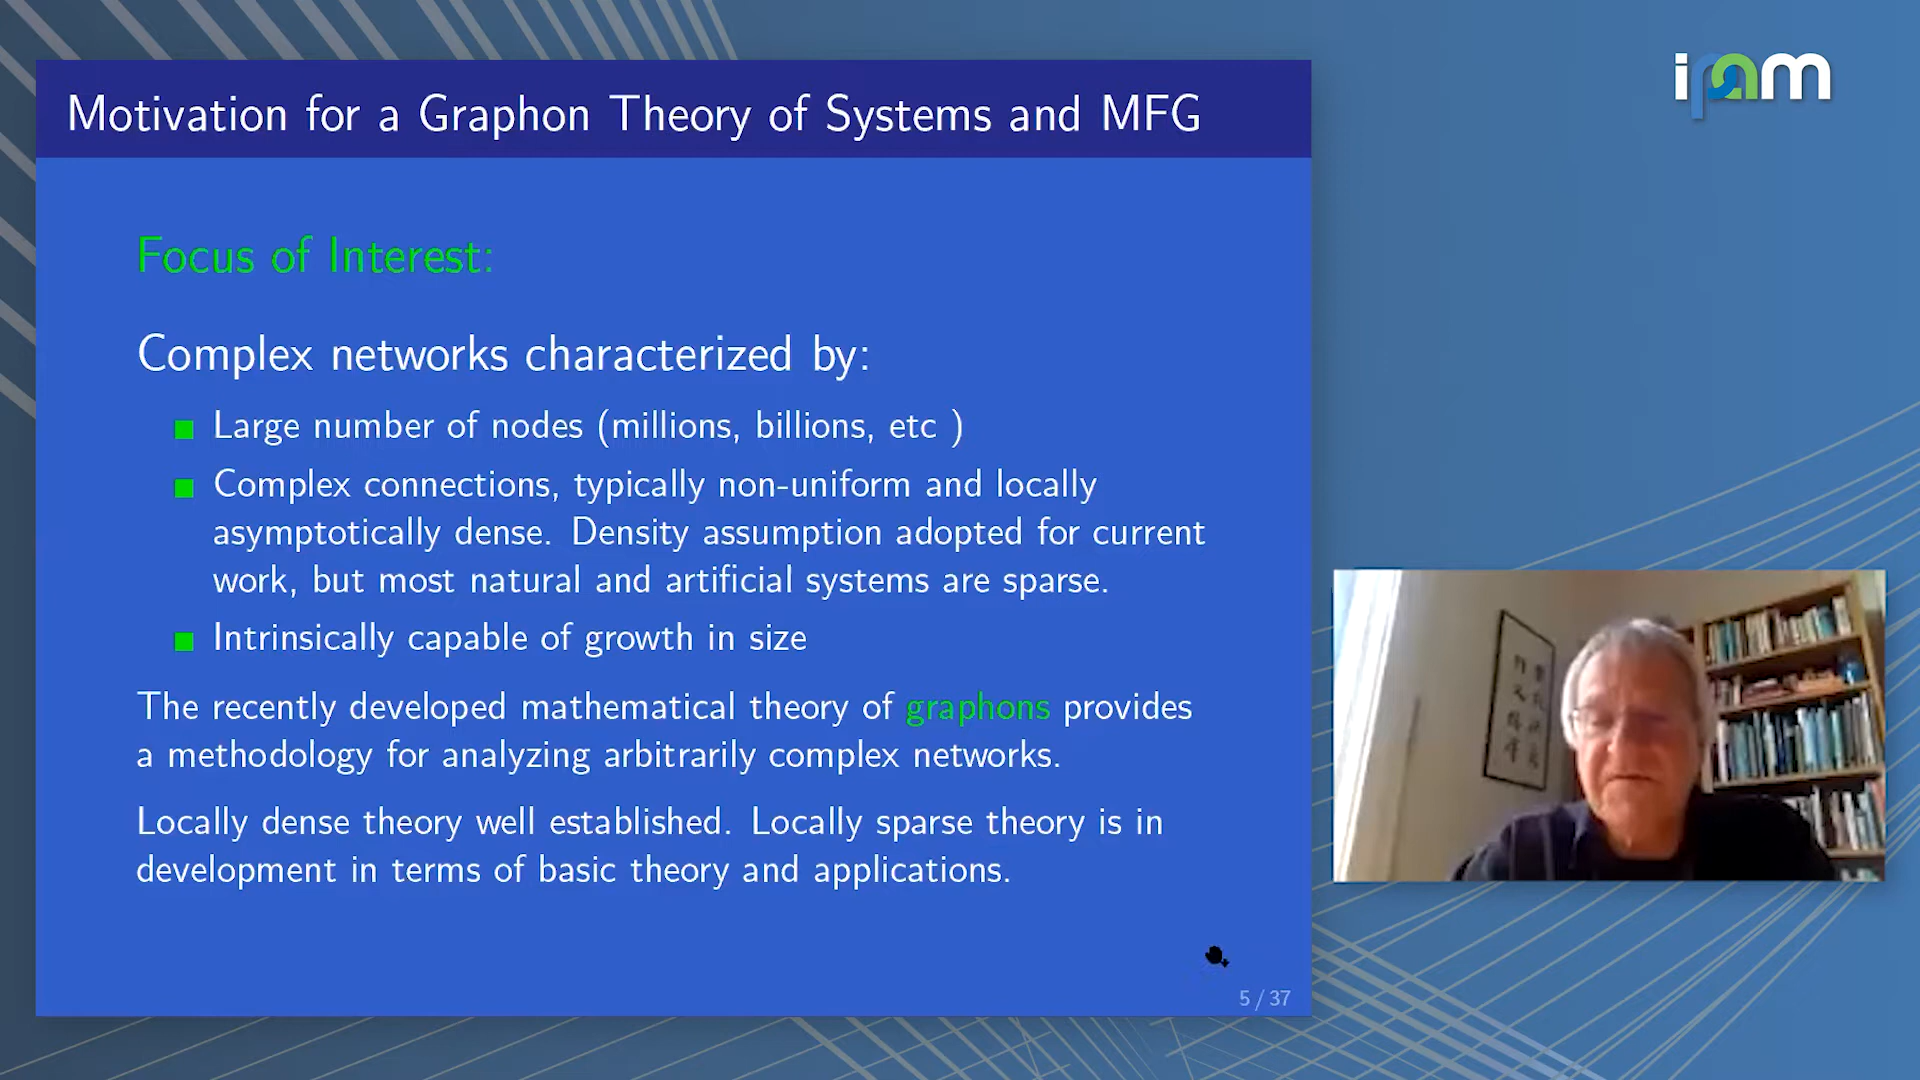 ipam
Motivation for a Graphon Theory of Systems and MFG
Focus of Interest:
Complex networks characterized by:
Large number of nodes (millions, billions, etc )
Complex connections, typically non-uniform and locally
asymptotically dense. Density assumption adopted for current
work, but most natural and artificial systems are sparse.
Intrinsically capable of growth in size
The recently developed mathematical theory of graphons provides
a methodology for analyzing arbitrarily complex networks.
Locally dense theory well established. Locally sparse theory is in
development in terms of basic theory and applications.
5 / 37